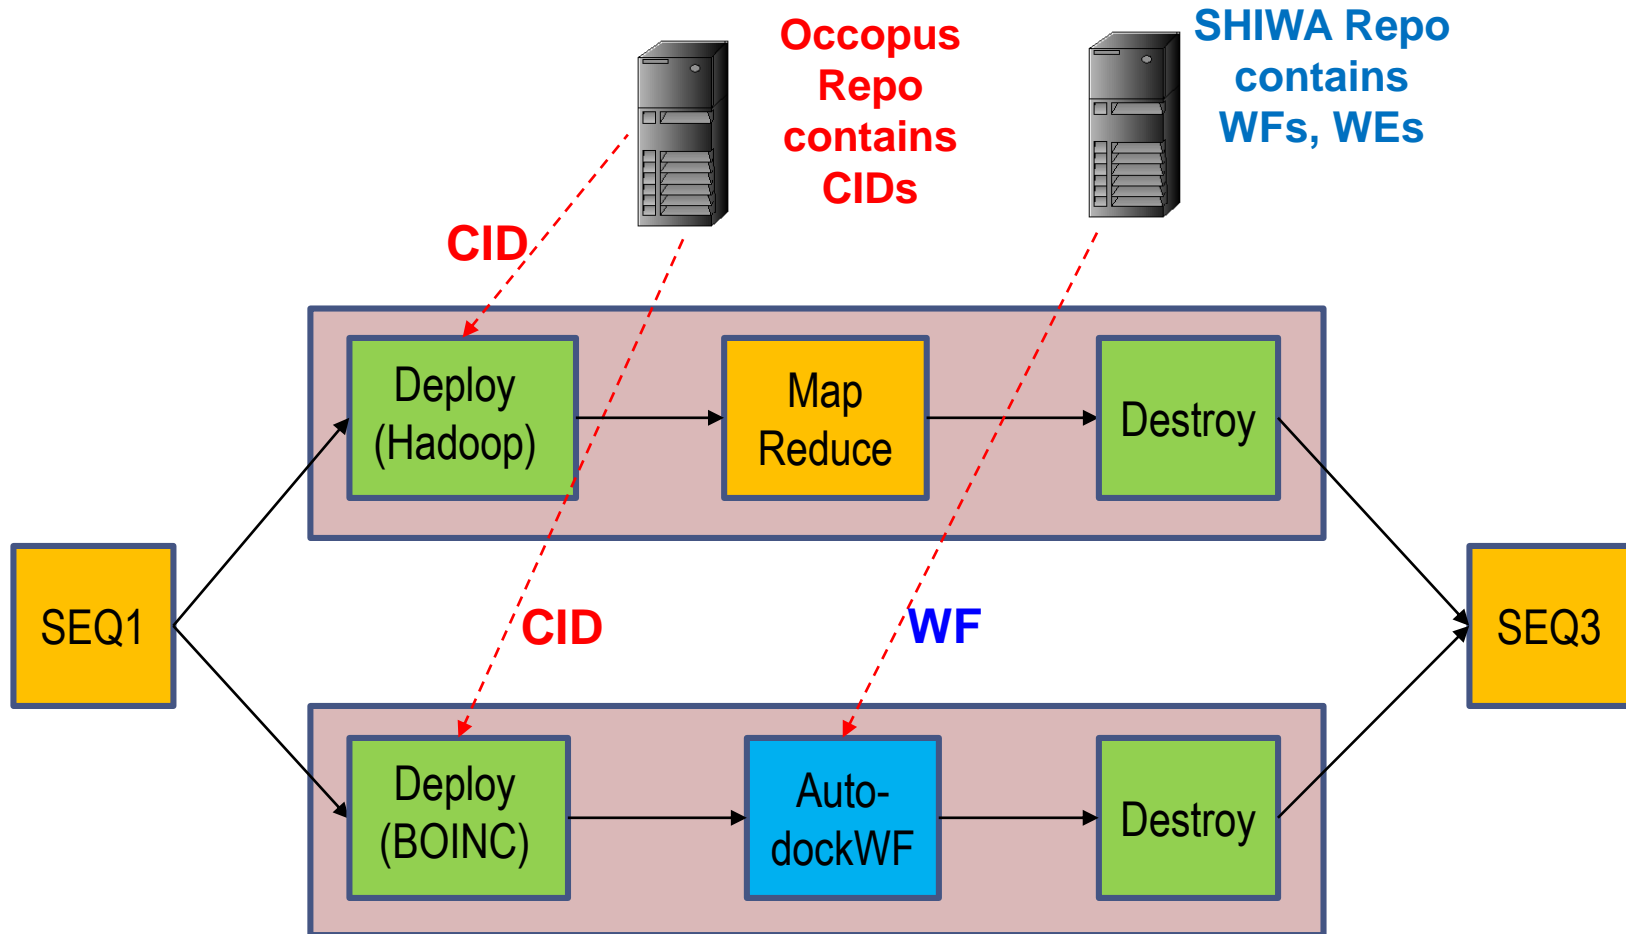 Occopus
Repo
contains
CIDs
SHIWA Repo
contains
WFs, WEs
CID
Deploy
(Hadoop)
Map
Reduce
Destroy
SEQ1
CID
WF
SEQ3
Deploy
(BOINC)
Auto-
dockWF
Destroy